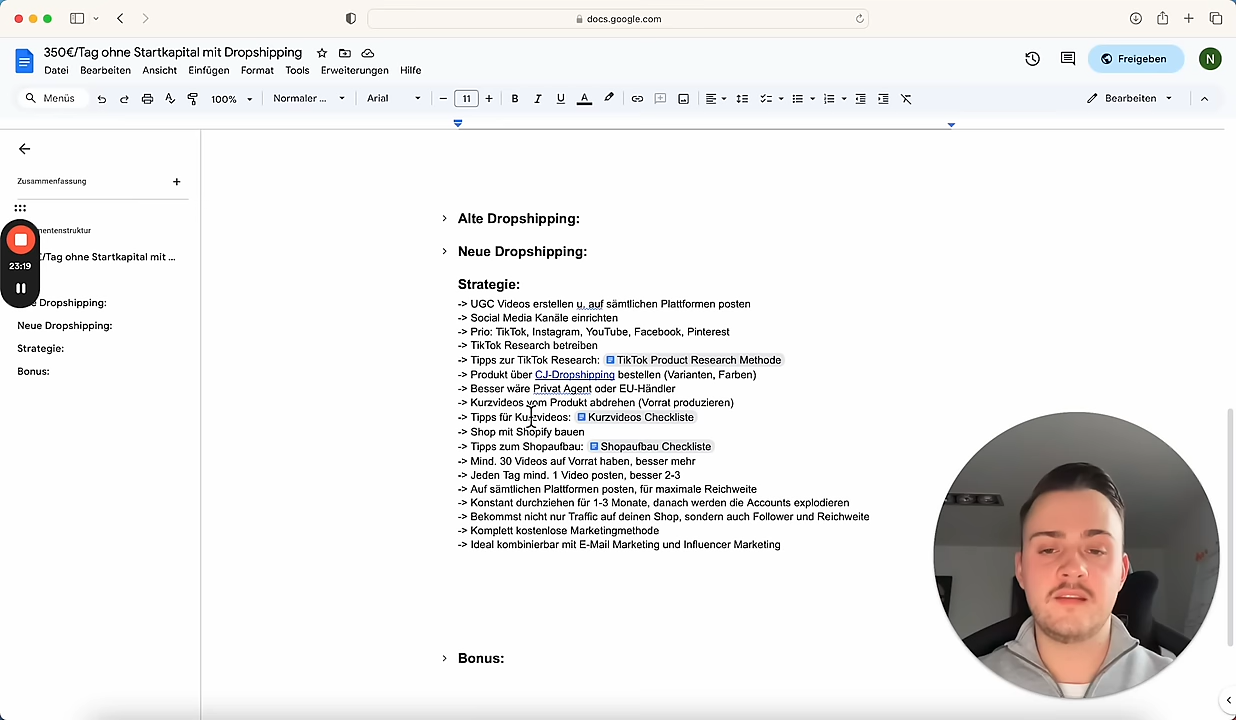 docs.google.com
350€/Tag ohne Startkapital mit Dropshipping
Datei Bearbeiten Ansicht Einfügen Format Tools Erweiterungen Hilfe
Freigeben
N
Menüs
100%
Normaler ...
Arial
11
B I U A
Bearbeiten
Zusammenfassung
mentenstruktur
€/Tag ohne Startkapital mit ...
23:19
e Dropshipping:
Neue Dropshipping:
Strategie:
Bonus:
Alte Dropshipping:
Neue Dropshipping:
Strategie:
-> UGC Videos erstellen u. auf sämtlichen Plattformen posten
-> Social Media Kanäle einrichten
-> Prio: TikTok, Instagram, YouTube, Facebook, Pinterest
-> TikTok Research betreiben
-> Tipps zur TikTok Research: TikTok Product Research Methode
-> Produkt über CJ-Dropshipping bestellen (Varianten, Farben)
-> Besser wäre Privat Agent oder EU-Händler
-> Kurzvideos vom Produkt abdrehen (Vorrat produzieren)
-> Tipps für Kurzvideos: Kurzvideos Checkliste
-> Shop mit Shopify bauen
-> Tipps zum Shopaufbau: Shopaufbau Checkliste
-> Mind. 30 Videos auf Vorrat haben, besser mehr
-> Jeden Tag mind. 1 Video posten, besser 2-3
-> Auf sämtlichen Plattformen posten, für maximale Reichweite
-> Konstant durchziehen für 1-3 Monate, danach werden die Accounts explodieren
-> Bekommst nicht nur Traffic auf deinen Shop, sondern auch Follower und Reichweite
-> Komplett kostenlose Marketingmethode
-> Ideal kombinierbar mit E-Mail Marketing und Influencer Marketing
Bonus: